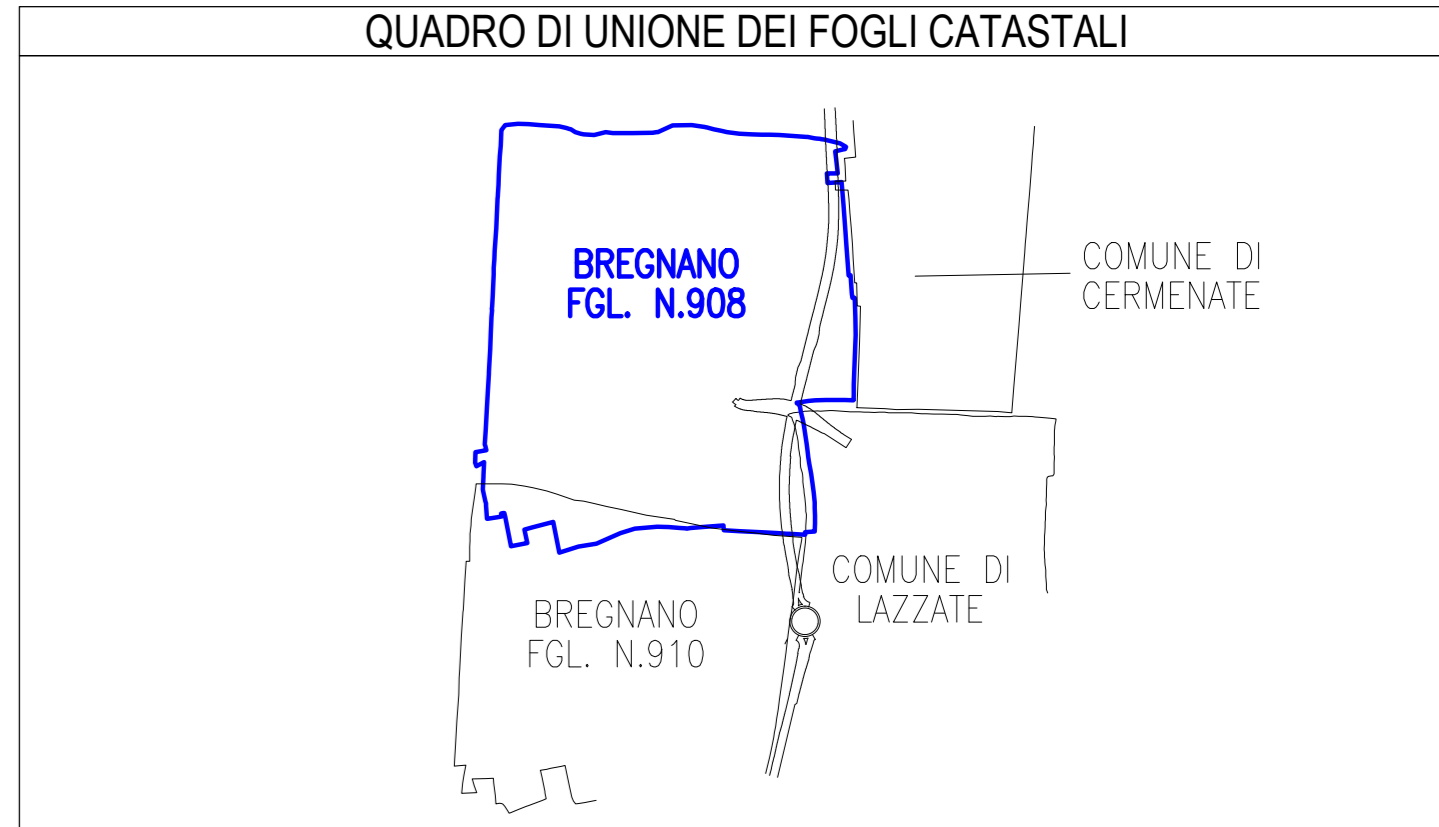 QUADRO DI UNIONE DEI FOGLI CATASTALI
BREGNANO
FGL. N.908
COMUNE DI
CERMENATE
COMUNE DI
LAZZATE
BREGNANO
FGL. N.910